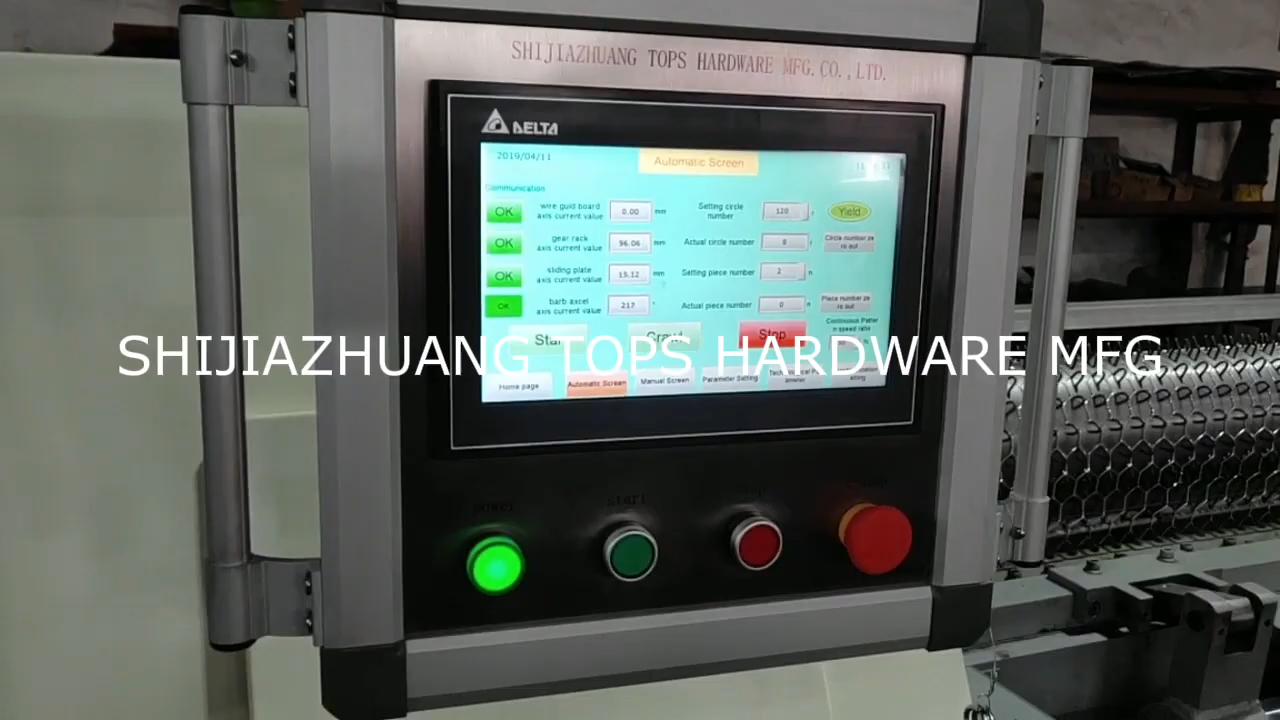 SHIJIAZHUANG TOPS HARDWARE MFG.CO.,LTD.
DELTA
2019/04/11
Automatic Screen
Communication
OK
wire guid board
axis current value
0.00
mm
Setting circle
number
120
r
Yield
OK
gear rack
axis current value
96.06
mm
Actual circle number
0
r
Circle number ze
ro out
OK
sliding plate
axis current value
15.12
mm
Setting piece number
2
n
OK
barb axcel
axis current value
217
°
Actual piece number
0
n
Piece number ze
ro out
Continuous Patter
n speed ratio
Start
Crawl
Stop
SHIJIAZHUANG TOPS HARDWARE MFG
Home page
Automatic Screen
Manual Screen
Parameter Setting
power
start